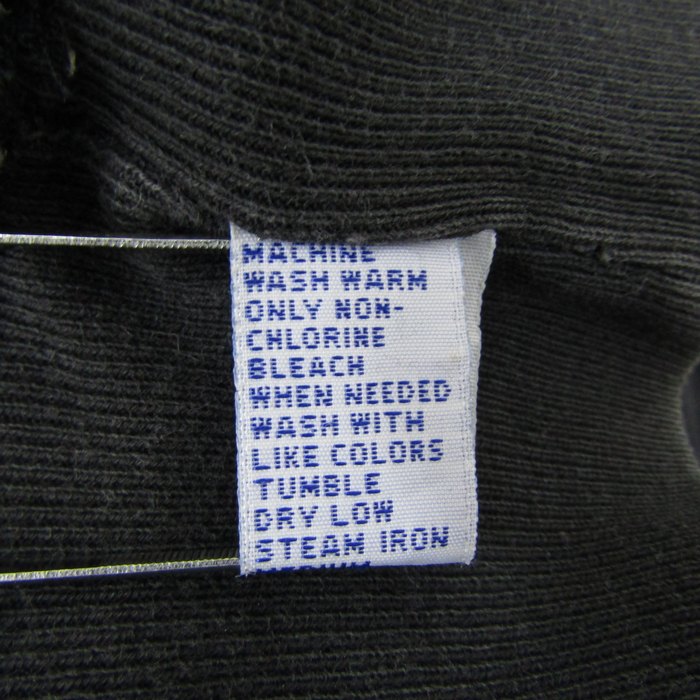 MACHINE
WASH WARM
ONLY NON-
CHLORINE
BLEACH
WHEN NEEDED
WASH WITH
LIKE COLORS
TUMBLE
DRY LOW
STEAM IRON